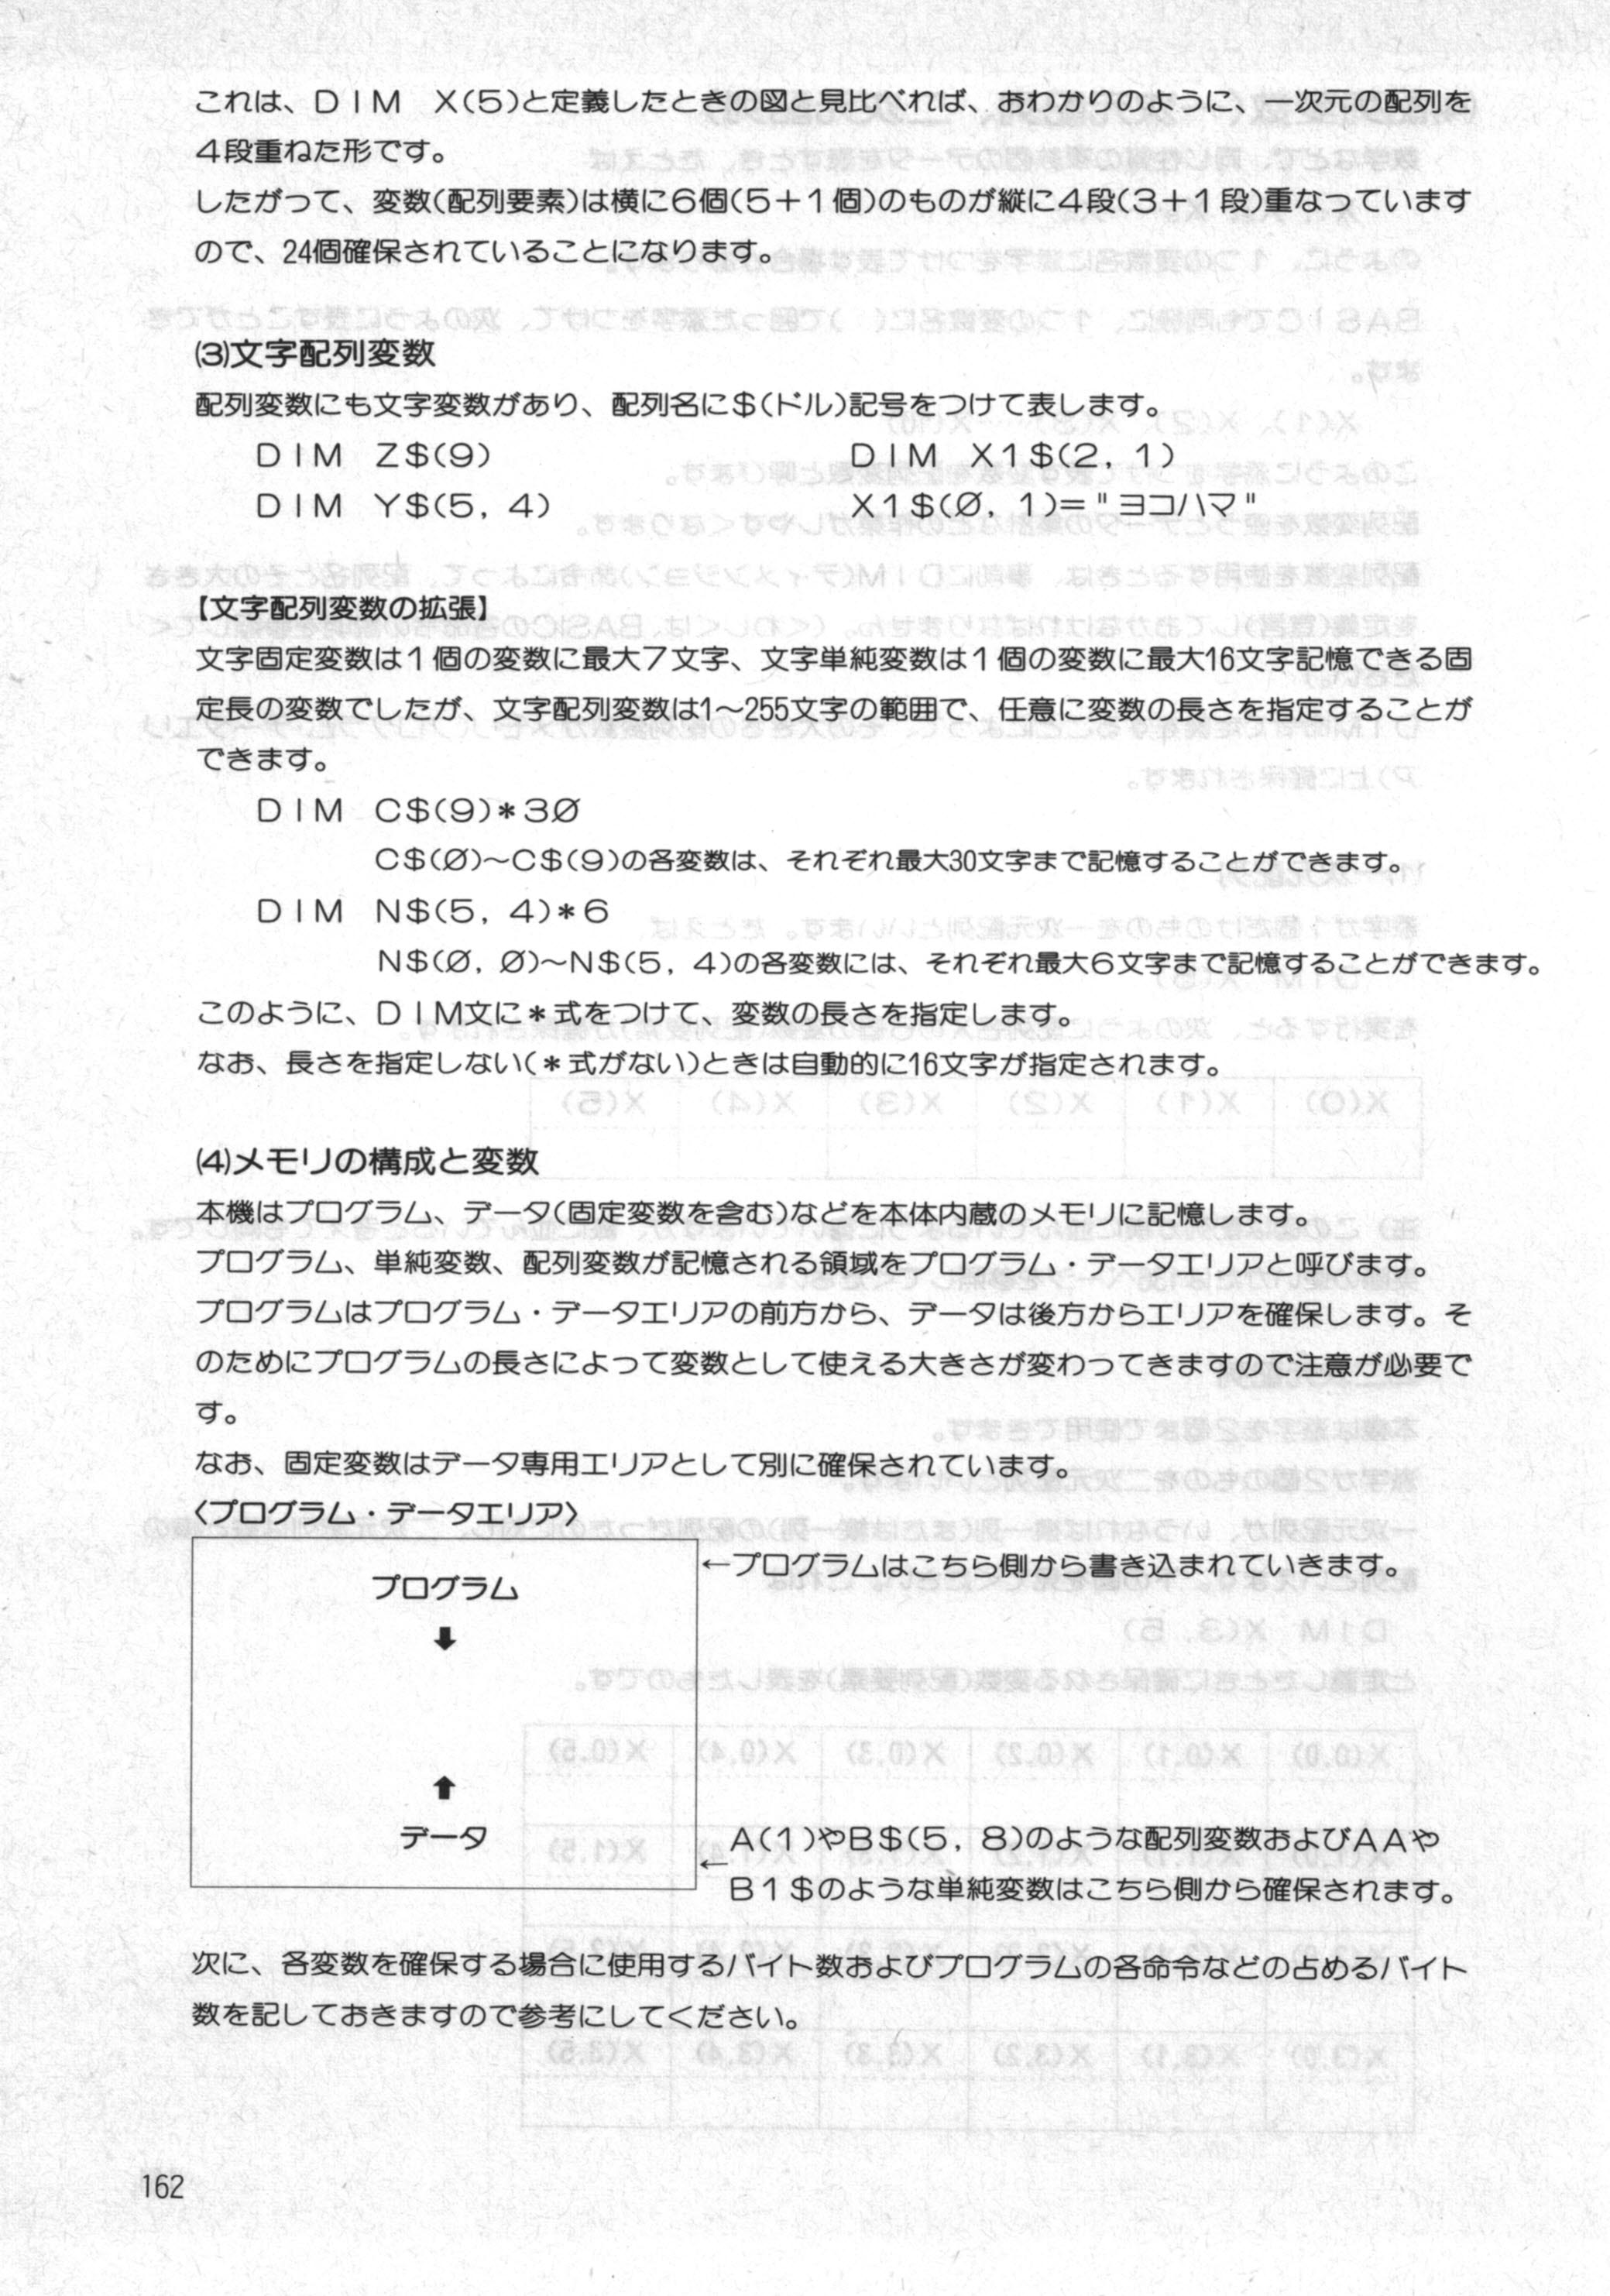 これは、DIM　X(5)と定義したときの図と見比べれば、おわかりのように、一次元の配列を
4段重ねた形です。
したがって、変数(配列要素)は横に6個(5＋1個)のものが縦に4段(3＋1段)重なっています
ので、24個確保されていることになります。
(3)文字配列変数
配列変数にも文字変数があり、配列名に＄(ドル)記号をつけて表します。
DIM　Z$(9)　　DIM　X1$(2, 1)
DIM　Y$(5, 4)　　X1$(Ø, 1)="ヨコハマ"
【文字配列変数の拡張】
文字固定変数は1個の変数に最大7文字、文字単純変数は1個の変数に最大16文字記憶できる固
定長の変数でしたが、文字配列変数は1～255文字の範囲で、任意に変数の長さを指定することが
できます。
DIM　C$(9)＊3Ø
C$(Ø)～C$(9)の各変数は、それぞれ最大30文字まで記憶することができます。
DIM　N$(5, 4)＊6
N$(Ø, Ø)～N$(5, 4)の各変数には、それぞれ最大6文字まで記憶することができます。
このように、DIM文に＊式をつけて、変数の長さを指定します。
なお、長さを指定しない(＊式がない)ときは自動的に16文字が指定されます。
(4)メモリの構成と変数
本機はプログラム、データ(固定変数を含む)などを本体内蔵のメモリに記憶します。
プログラム、単純変数、配列変数が記憶される領域をプログラム・データエリアと呼びます。
プログラムはプログラム・データエリアの前方から、データは後方からエリアを確保します。そ
のためにプログラムの長さによって変数として使える大きさが変わってきますので注意が必要で
す。
なお、固定変数はデータ専用エリアとして別に確保されています。
〈プログラム・データエリア〉
←プログラムはこちら側から書き込まれていきます。
プログラム
⬇
⬆
データ
A(1)やB$(5, 8)のような配列変数およびAAや
←
B1$のような単純変数はこちら側から確保されます。
次に、各変数を確保する場合に使用するバイト数およびプログラムの各命令などの占めるバイト
数を記しておきますので参考にしてください。
162